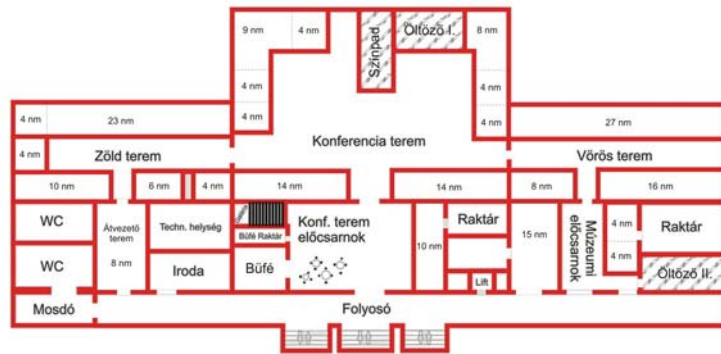 9 nm
4 nm
Színpad
Öltöző I.
8 nm
4 nm
4 nm
4 nm
4 nm
4 nm
23 nm
Konferencia terem
27 nm
4 nm
Zöld terem
Vörös terem
10 nm
6 nm
4 nm
14 nm
14 nm
8 nm
16 nm
WC
Átvezető
terem
8 nm
Techn. helység
Konf. terem
előcsarnok
10 nm
Raktár
15 nm
Múzeumi
előcsarnok
4 nm
4 nm
Raktár
Büfé Raktár
WC
Iroda
Büfé
Lift
Öltöző II.
Mosdó
Folyosó